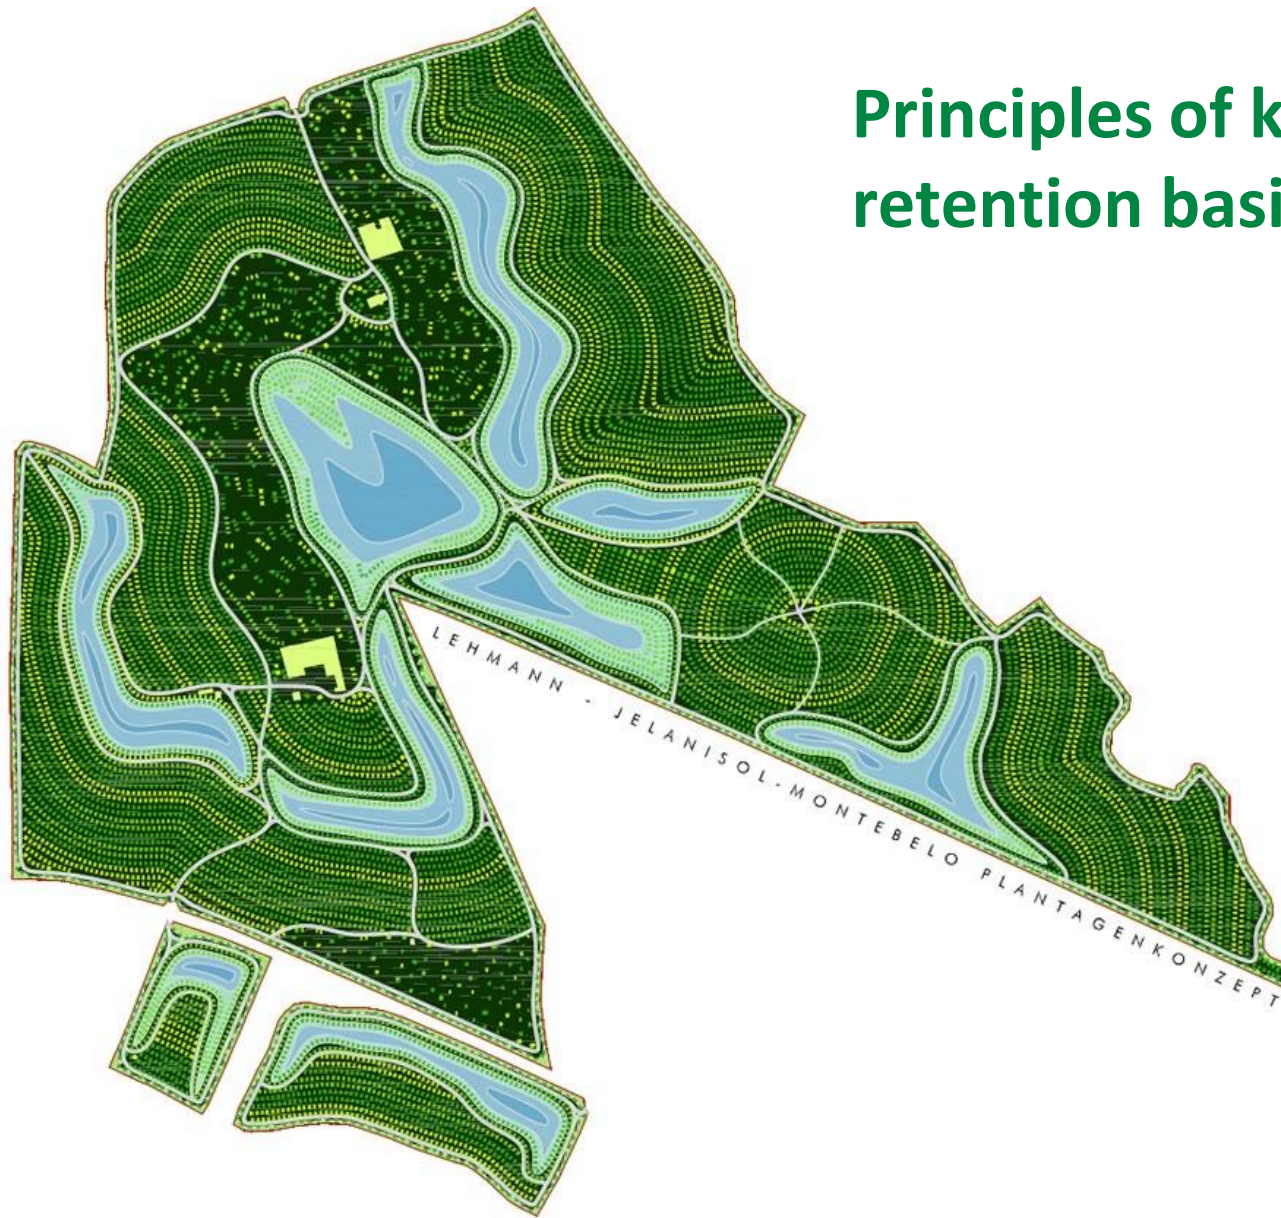 Principles of k
retention basi
LEHMANN - JELANISOL-MONTEBELO PLANTAGENKONZEPT